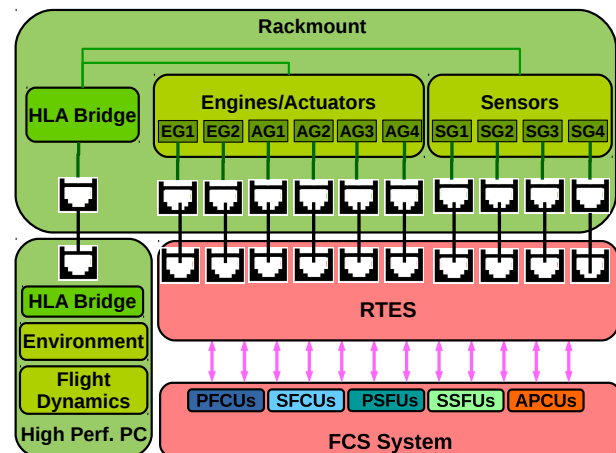 Rackmount
HLA Bridge
Engines/Actuators
Sensors
EG1 EG2 AG1 AG2 AG3 AG4 SG1 SG2 SG3 SG4
HLA Bridge
Environment
Flight
Dynamics
High Perf. PC
RTES
PFCUs SFCUs PSFUs SSFUs APCUs
FCS System